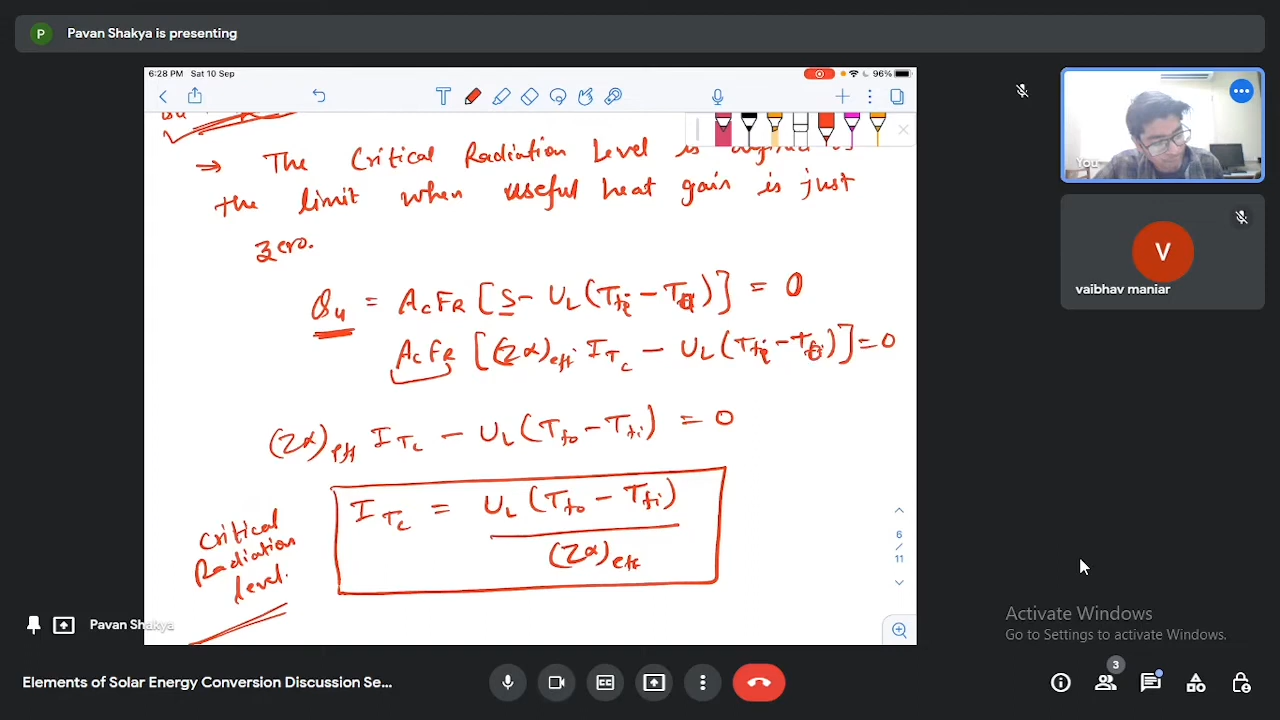 Pavan Shakya is presenting
6:28 PM Sat 10 Sep
96%
→ The Critical Radiation Level is
the limit when useful heat gain is just
zero.
Qu = AcFR [S - UL(Tfi - T)] = 0
AcFR [(τα)eff ITc - UL(Tfi - Tfi)] = 0
(τα)eff ITc - UL(Tfo - Tfi) = 0
ITc = UL (Tfo - Tfi)
(τα)eff
Critical
Radiation
level.
6
/
11
P
You
V
vaibhav maniar
Pavan Shakya
Activate Windows
Go to Settings to activate Windows.
Elements of Solar Energy Conversion Discussion Se...
CC
3